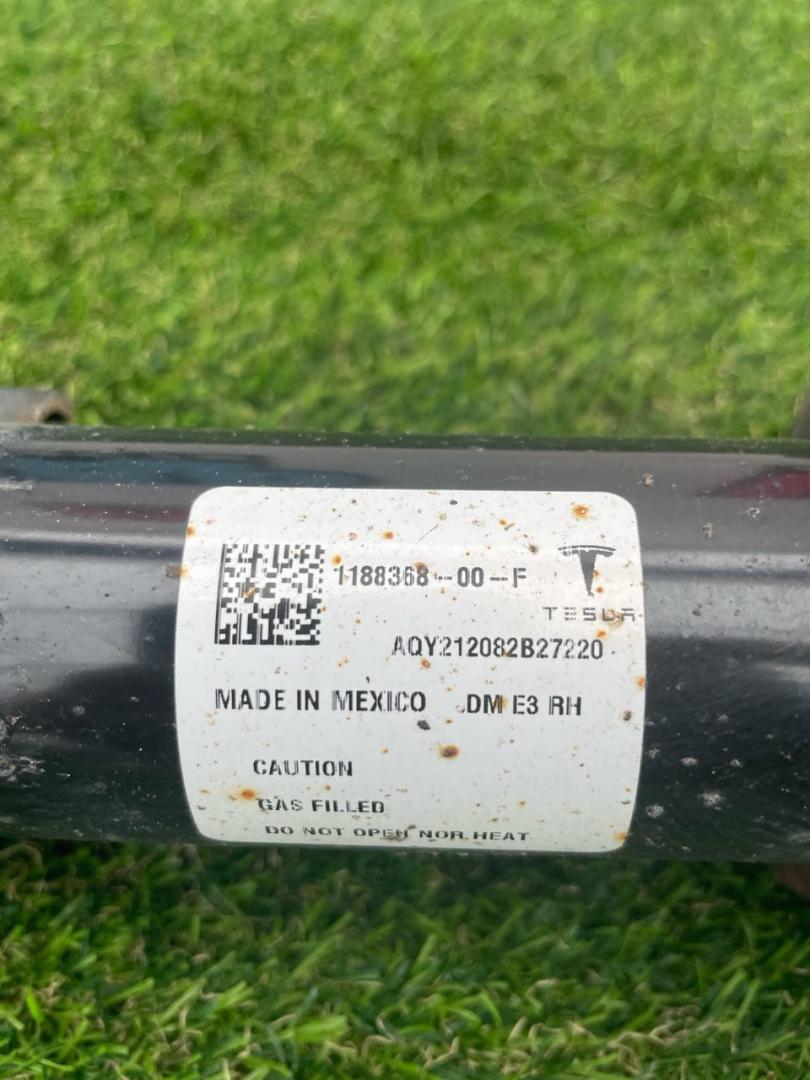 1188368-00-F
TESLA
AQY212082B27220
MADE IN MEXICO DM E3 RH
CAUTION
GAS FILLED
DO NOT OPEN NOR HEAT